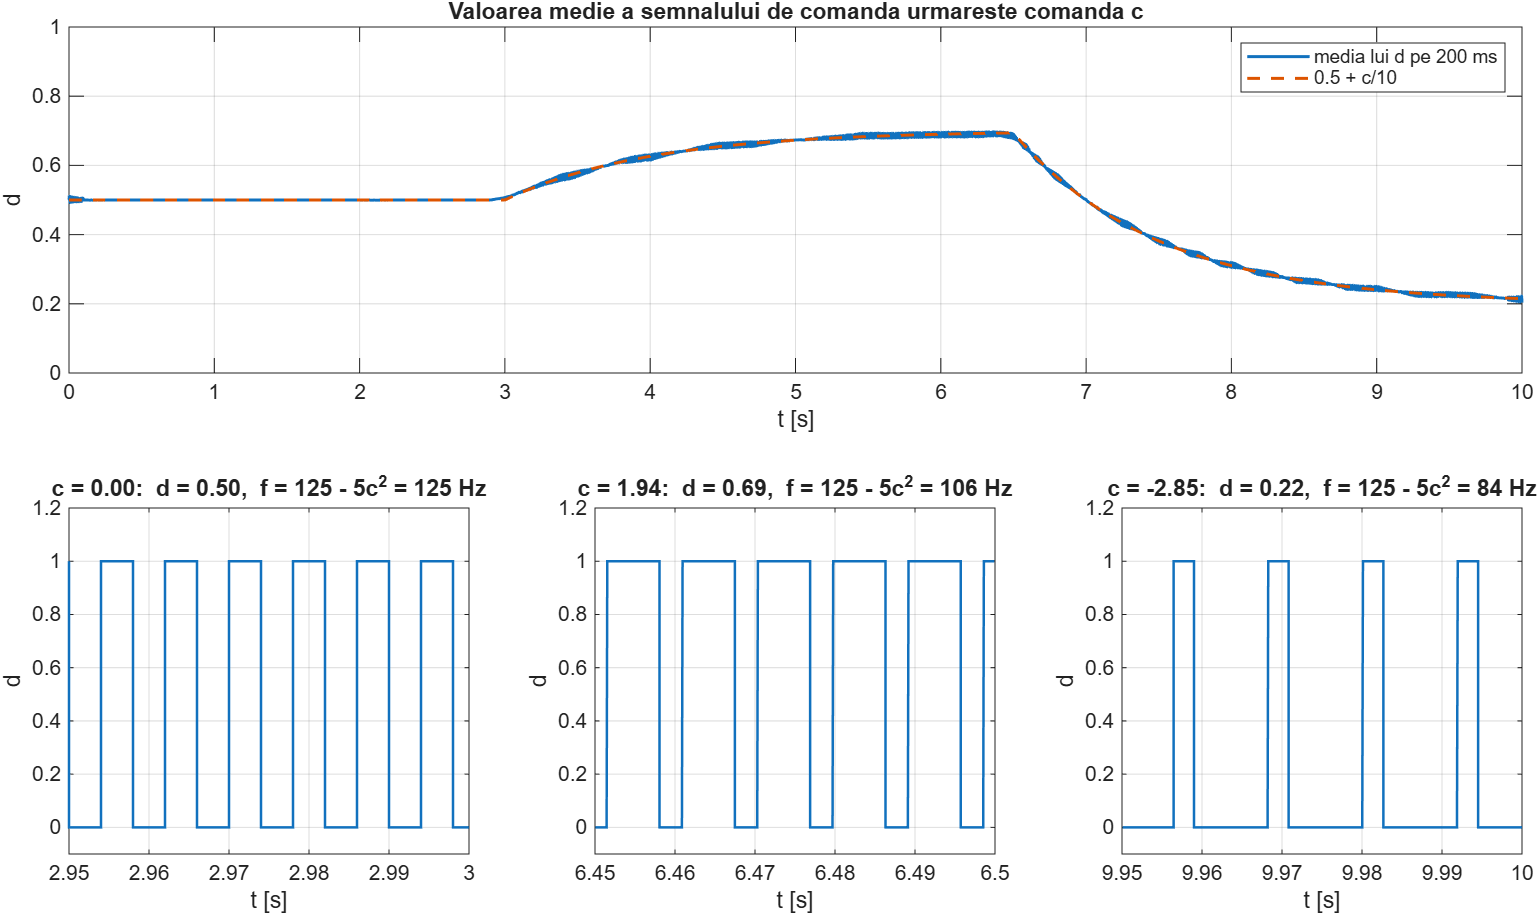 Valoarea medie a semnalului de comanda urmareste comanda c
media lui d pe 200 ms
0.5 + c/10
1
0.8
0.6
0.4
0.2
0
d
0 1 2 3 4 5 6 7 8 9 10
t [s]
c = 0.00: d = 0.50, f = 125 - 5c² = 125 Hz
1.2
1
0.8
0.6
0.4
0.2
0
d
2.95 2.96 2.97 2.98 2.99 3
t [s]
c = 1.94: d = 0.69, f = 125 - 5c² = 106 Hz
1.2
1
0.8
0.6
0.4
0.2
0
d
6.45 6.46 6.47 6.48 6.49 6.5
t [s]
c = -2.85: d = 0.22, f = 125 - 5c² = 84 Hz
1.2
1
0.8
0.6
0.4
0.2
0
d
9.95 9.96 9.97 9.98 9.99 10
t [s]